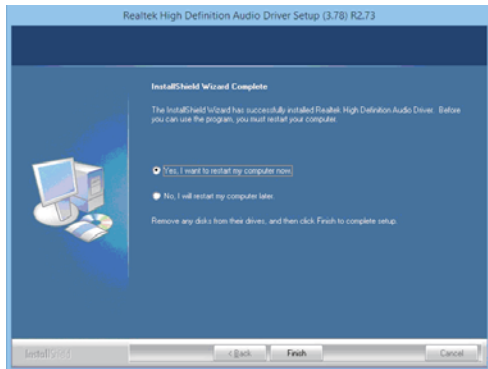 Realtek High Definition Audio Driver Setup (3.78) R2.73
InstallShield Wizard Complete
The InstallShield Wizard has successfully installed Realtek High Definition Audio Driver. Before
you can use the program, you must restart your computer.
Yes, I want to restart my computer now.
No, I will restart my computer later.
Remove any disks from their drives, and then click Finish to complete setup.
InstallShield
< Back
Finish
Cancel